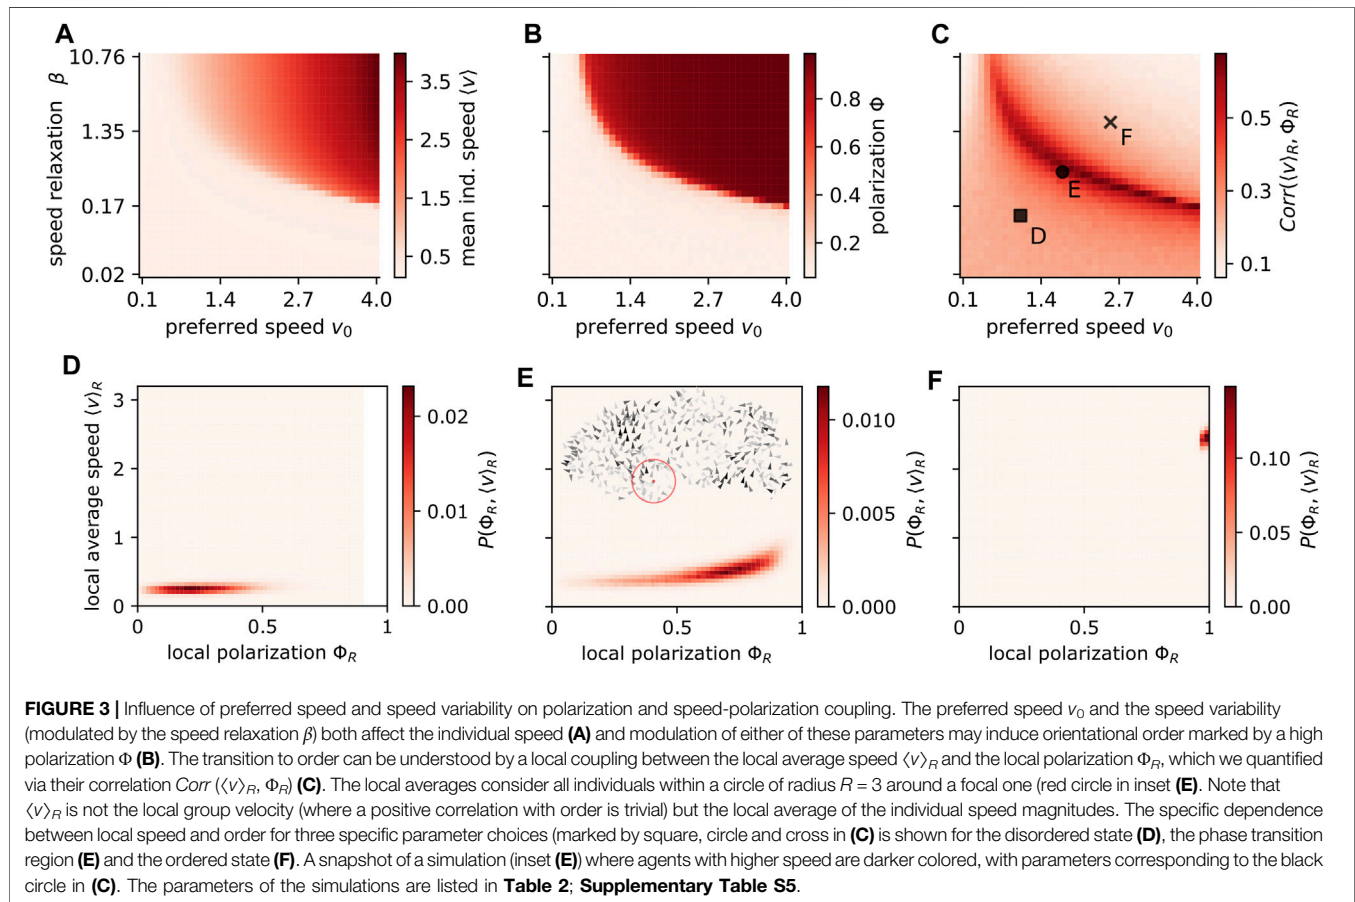 A
B
C
10.76
1.35
0.17
0.02
speed relaxation β
0.1 1.4 2.7 4.0
preferred speed v₀
3.5
2.5
1.5
0.5
mean ind. speed ⟨v⟩
0.1 1.4 2.7 4.0
preferred speed v₀
0.8
0.6
0.4
0.2
polarization Φ
F
E
D
0.1 1.4 2.7 4.0
preferred speed v₀
0.5
0.3
0.1
Corr(⟨v⟩R, ΦR)
D
E
F
3
2
1
0
local average speed ⟨v⟩R
0 0.5 1
local polarization ΦR
0.02
0.01
0.00
P(ΦR, ⟨v⟩R)
0 0.5 1
local polarization ΦR
0.010
0.005
0.000
P(ΦR, ⟨v⟩R)
0 0.5 1
local polarization ΦR
0.10
0.05
0.00
P(ΦR, ⟨v⟩R)
FIGURE 3 | Influence of preferred speed and speed variability on polarization and speed-polarization coupling. The preferred speed v₀ and the speed variability
(modulated by the speed relaxation β) both affect the individual speed (A) and modulation of either of these parameters may induce orientational order marked by a high
polarization Φ (B). The transition to order can be understood by a local coupling between the local average speed ⟨v⟩R and the local polarization ΦR, which we quantified
via their correlation Corr (⟨v⟩R, ΦR) (C). The local averages consider all individuals within a circle of radius R = 3 around a focal one (red circle in inset (E). Note that
⟨v⟩R is not the local group velocity (where a positive correlation with order is trivial) but the local average of the individual speed magnitudes. The specific dependence
between local speed and order for three specific parameter choices (marked by square, circle and cross in (C) is shown for the disordered state (D), the phase transition
region (E) and the ordered state (F). A snapshot of a simulation (inset (E)) where agents with higher speed are darker colored, with parameters corresponding to the black
circle in (C). The parameters of the simulations are listed in Table 2; Supplementary Table S5.